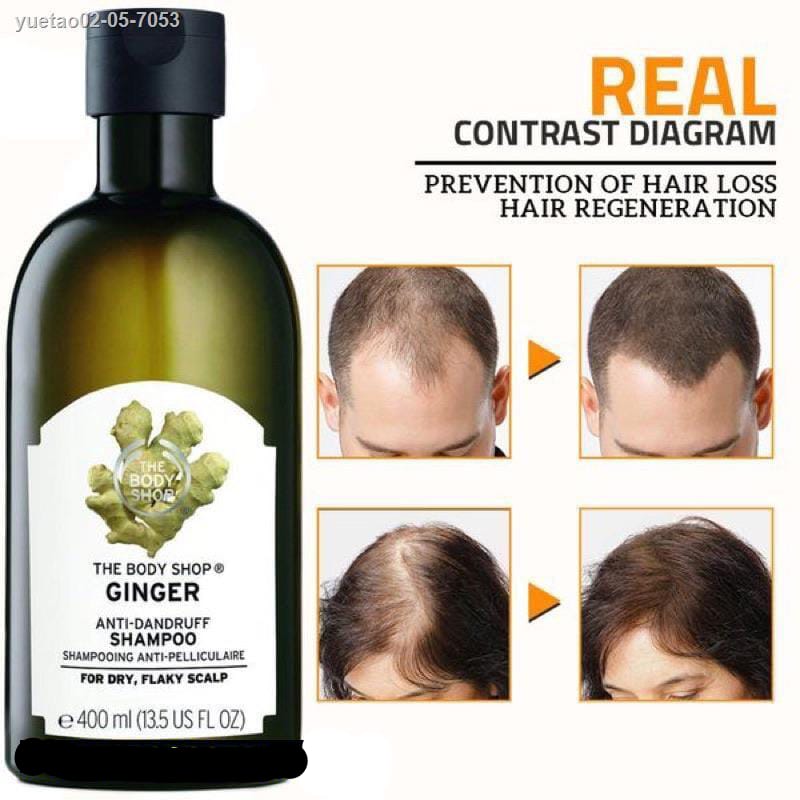 yuetao02-05-7053
REAL
CONTRAST DIAGRAM
PREVENTION OF HAIR LOSS
HAIR REGENERATION
THE
BODY
SHOP
®
THE BODY SHOP®
GINGER
ANTI-DANDRUFF
SHAMPOO
SHAMPOOING ANTI-PELLICULAIRE
FOR DRY, FLAKY SCALP
℮ 400 ml (13.5 US FL OZ)